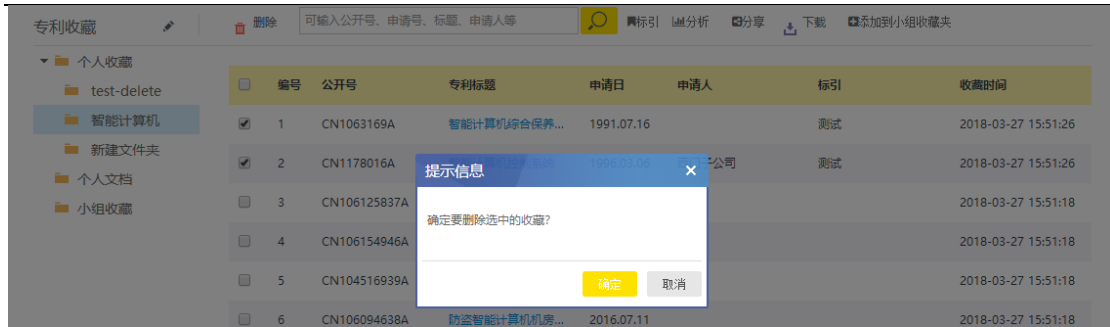 专利收藏
删除 可输入公开号、申请号、标题、申请人等 标引 分析 分享 下载 添加到小组收藏夹
个人收藏
test-delete
智能计算机
新建文件夹
个人文档
小组收藏
编号 公开号 专利标题 申请日 申请人 标引 收藏时间
1 CN1063169A 智能计算机综合保养... 1991.07.16 测试 2018-03-27 15:51:26
2 CN1178016A 1996.03.06 西门子公司 测试 2018-03-27 15:51:26
3 CN106125837A 2018-03-27 15:51:18
4 CN106154946A 2018-03-27 15:51:18
5 CN104516939A 2018-03-27 15:51:18
6 CN106094638A 防盗智能计算机机房... 2016.07.11 2018-03-27 15:51:18
提示信息 ×
确定要删除选中的收藏?
确定 取消